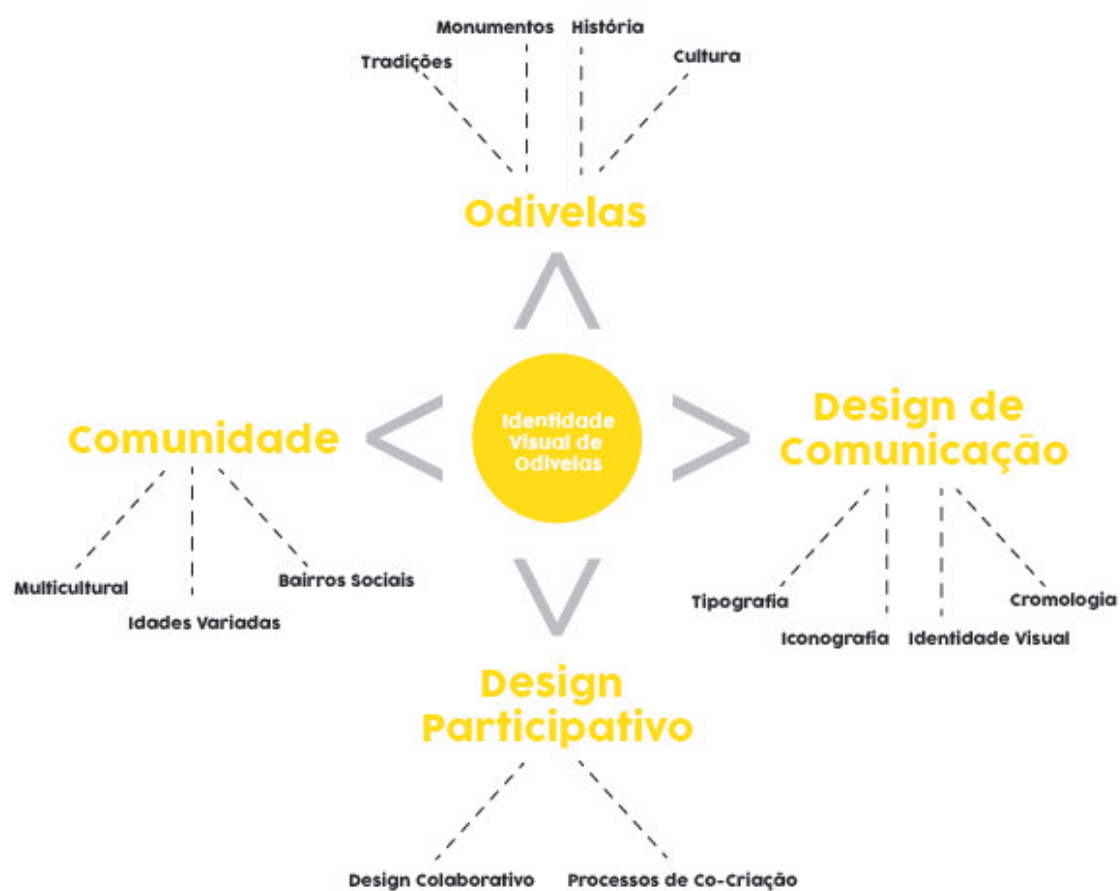 Monumentos
História
Tradições
Cultura
Odivelas
Identidade
Visual de
Odivelas
Comunidade
Multicultural
Idades Variadas
Bairros Sociais
Design de
Comunicação
Tipografia
Iconografia
Identidade Visual
Cromologia
Design
Participativo
Design Colaborativo
Processos de Co-Criação